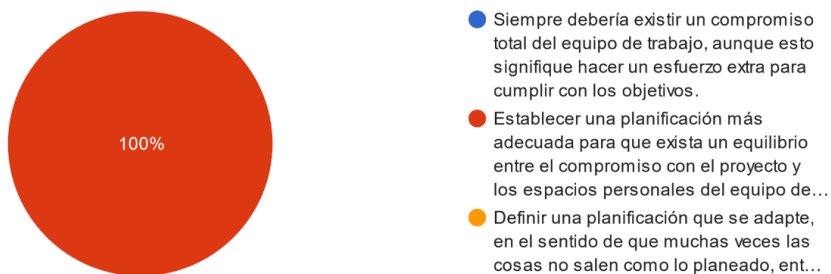 100%
Siempre debería existir un compromiso
total del equipo de trabajo, aunque esto
signifique hacer un esfuerzo extra para
cumplir con los objetivos.
Establecer una planificación más
adecuada para que exista un equilibrio
entre el compromiso con el proyecto y
los espacios personales del equipo de…
Definir una planificación que se adapte,
en el sentido de que muchas veces las
cosas no salen como lo planeado, ent…